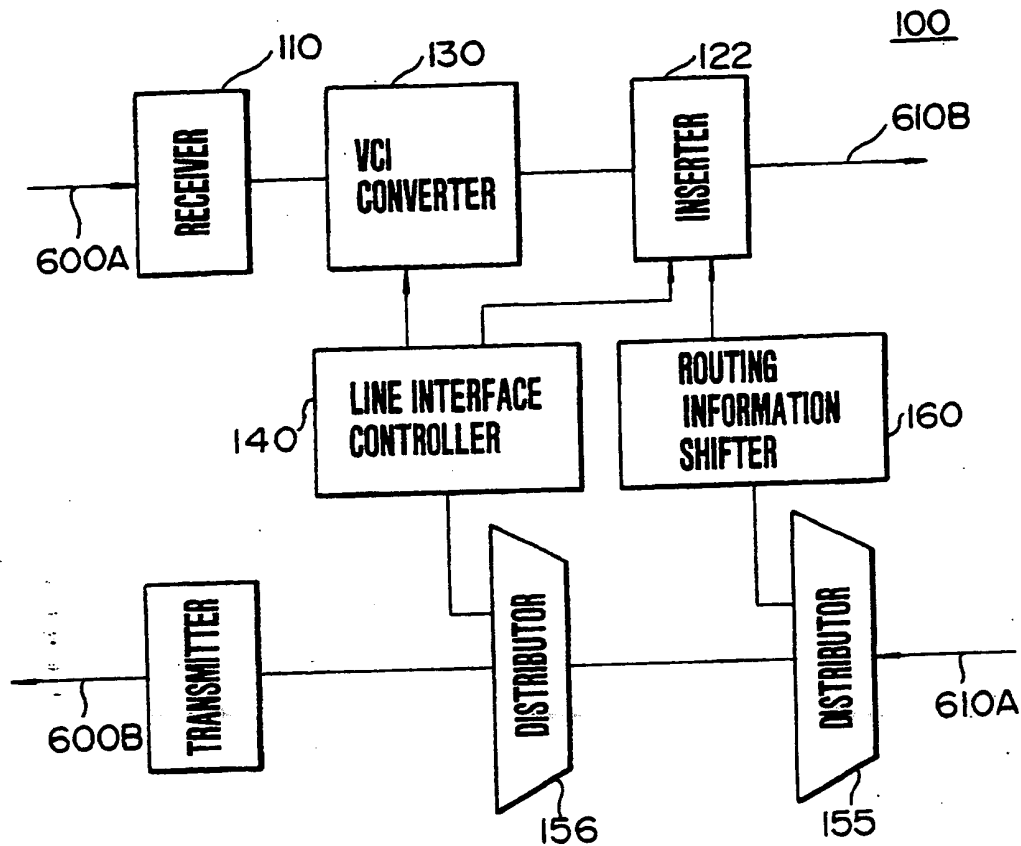 100
110
130
122
610B
RECEIVER
VCI
CONVERTER
INSERTER
600A
LINE INTERFACE
CONTROLLER
140
ROUTING
INFORMATION
SHIFTER
160
TRANSMITTER
DISTRIBUTOR
DISTRIBUTOR
600B
610A
156
155